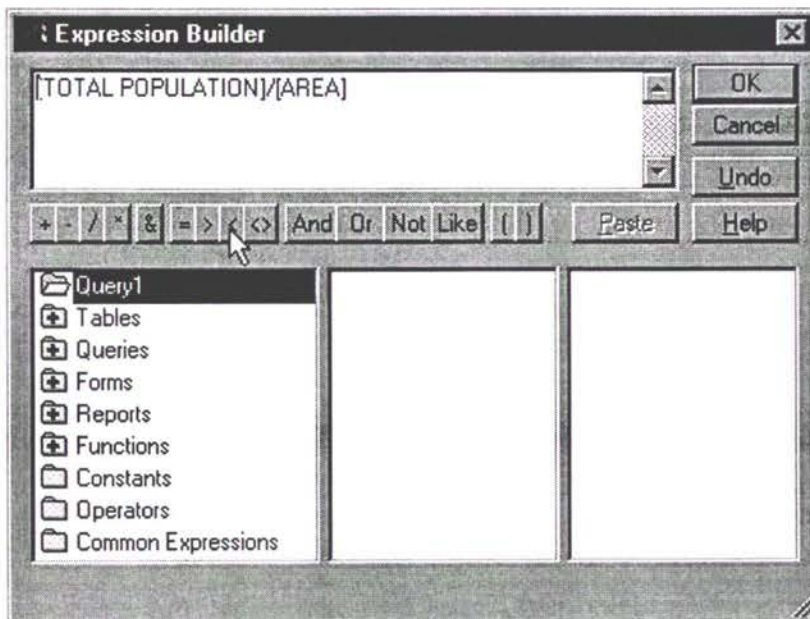 Expression Builder
[TOTAL POPULATION]/[AREA]
OK
Cancel
Undo
+ - / * & = > < <> And Or Not Like ( ) Paste Help
Query1
Tables
Queries
Forms
Reports
Functions
Constants
Operators
Common Expressions